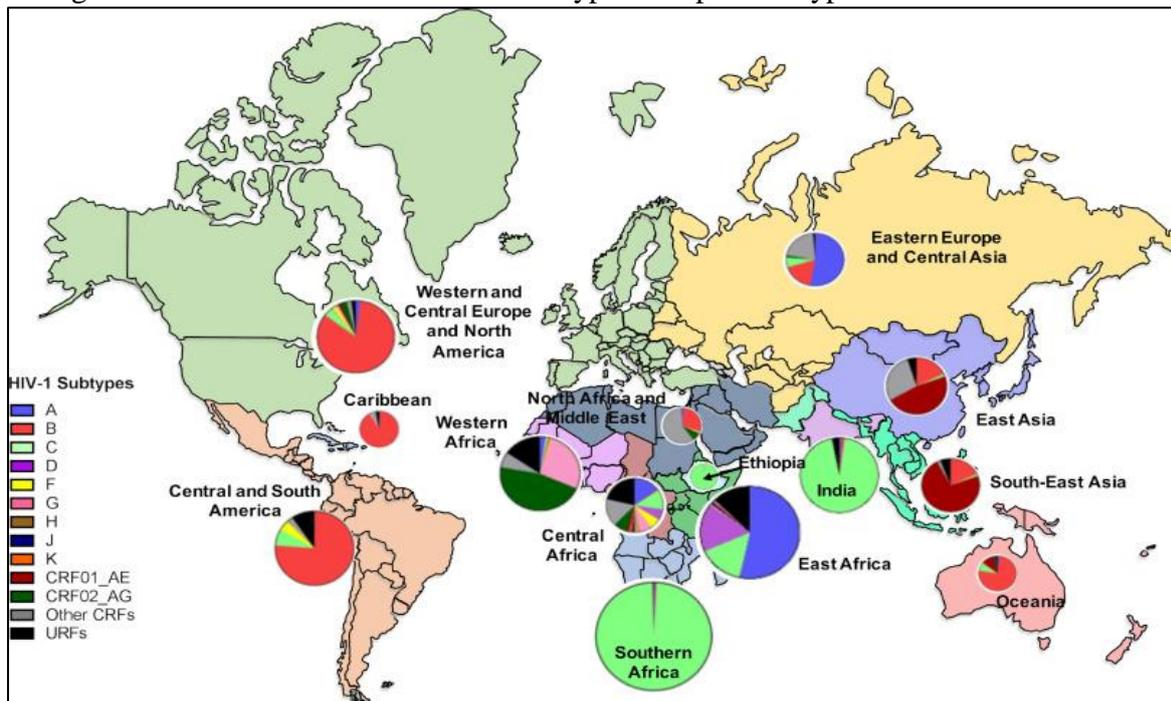 Western and
Central Europe
and North
America
Eastern Europe
and Central Asia
HIV-1 Subtypes
A
B
C
D
F
G
H
J
K
CRF01_AE
CRF02_AG
Other CRFs
URFs
Caribbean
North Africa and
Middle East
East Asia
Western
Africa
Ethiopia
India
South-East Asia
Central and South
America
Central
Africa
East Africa
Oceania
Southern
Africa